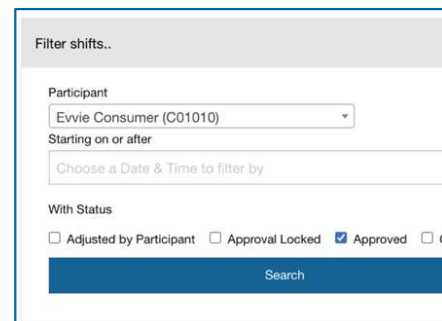 Filter shifts..
Participant
Evvie Consumer (C01010)
Starting on or after
Choose a Date & Time to filter by
With Status
Adjusted by Participant Approval Locked Approved
Search